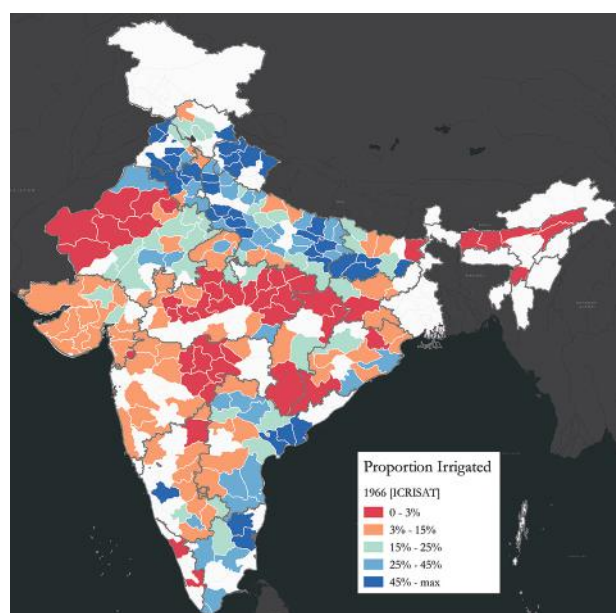 Proportion Irrigated
1966 [ICRISAT]
0 - 3%
3% - 15%
15% - 25%
25% - 45%
45% - max